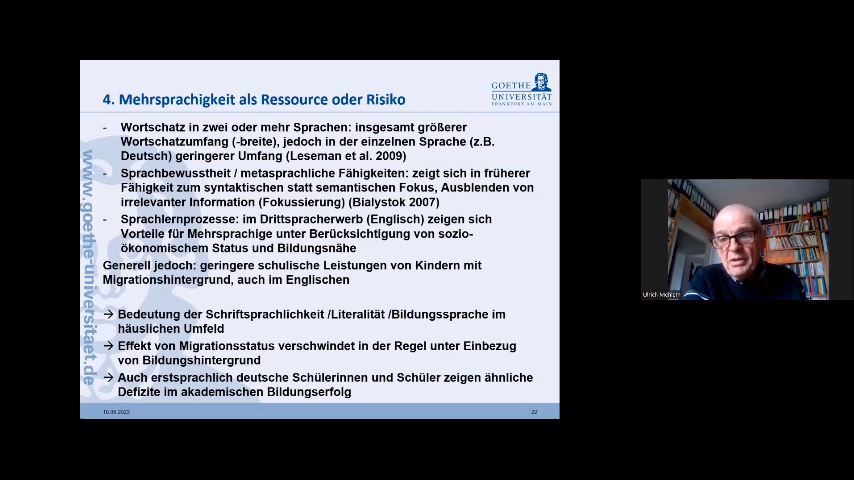 GOETHE
UNIVERSITÄT
FRANKFURT AM MAIN
4. Mehrsprachigkeit als Ressource oder Risiko
- Wortschatz in zwei oder mehr Sprachen: insgesamt größerer
Wortschatzumfang (-breite), jedoch in der einzelnen Sprache (z.B.
Deutsch) geringerer Umfang (Leseman et al. 2009)
- Sprachbewusstheit / metasprachliche Fähigkeiten: zeigt sich in früherer
Fähigkeit zum syntaktischen statt semantischen Fokus, Ausblenden von
irrelevanter Information (Fokussierung) (Bialystok 2007)
- Sprachlernprozesse: im Drittspracherwerb (Englisch) zeigen sich
Vorteile für Mehrsprachige unter Berücksichtigung von sozio-
ökonomischem Status und Bildungsnähe
Generell jedoch: geringere schulische Leistungen von Kindern mit
Migrationshintergrund, auch im Englischen
→ Bedeutung der Schriftsprachlichkeit /Literalität /Bildungssprache im
häuslichen Umfeld
→ Effekt von Migrationsstatus verschwindet in der Regel unter Einbezug
von Bildungshintergrund
→ Auch erstsprachlich deutsche Schülerinnen und Schüler zeigen ähnliche
Defizite im akademischen Bildungserfolg
www.goethe-universitaet.de
10.05.2023
22
Ulrich Mehlem